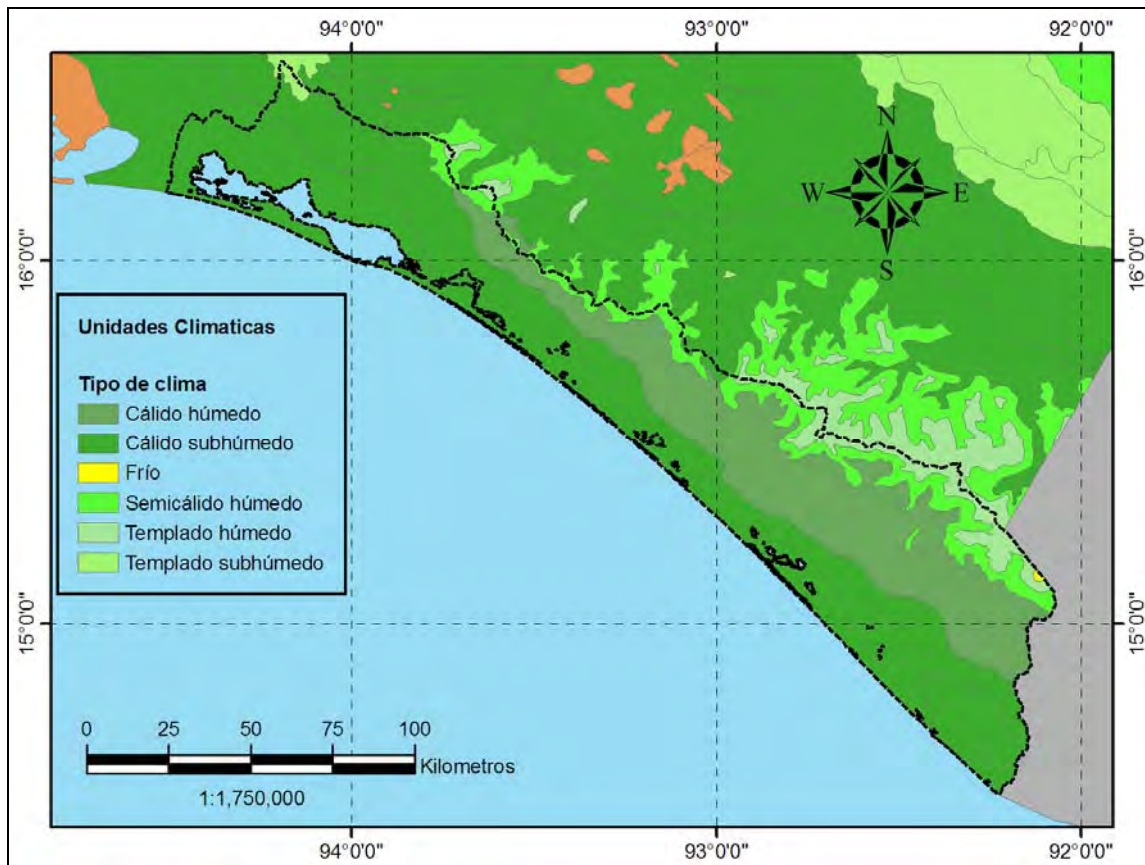 94°0'0" 93°0'0" 92°0'0"
N
W E
S
16°0'0" 16°0'0"
Unidades Climaticas
Tipo de clima
Cálido húmedo
Cálido subhúmedo
Frío
Semicálido húmedo
Templado húmedo
Templado subhúmedo
15°0'0" 15°0'0"
0 25 50 75 100
Kilometros
1:1,750,000
94°0'0" 93°0'0" 92°0'0"